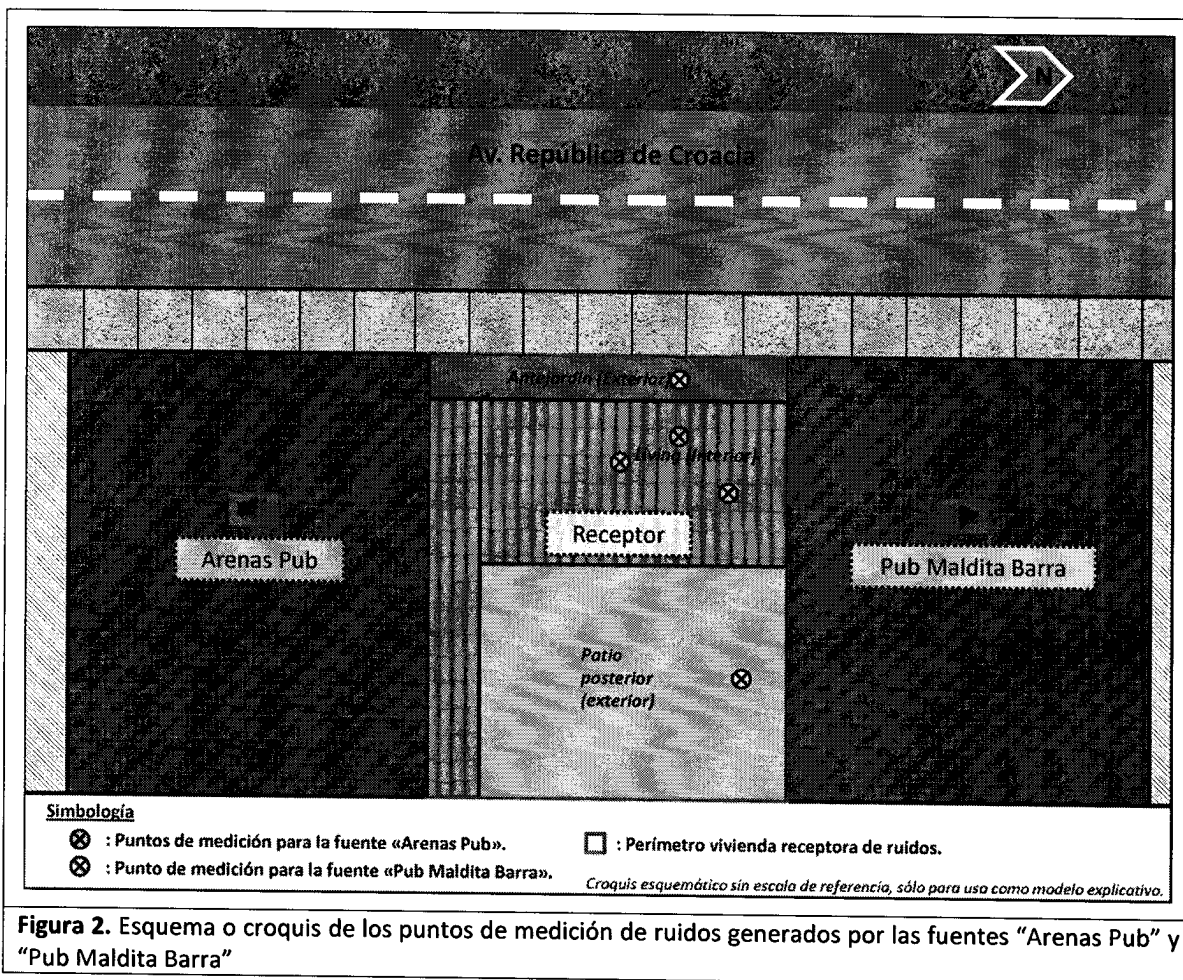 N
Av. República de Croacia
Antejardín (Exterior)
Living (Interior)
Receptor
Arenas Pub
Pub Maldita Barra
Patio
posterior
(exterior)
Simbología
: Puntos de medición para la fuente «Arenas Pub».
: Perímetro vivienda receptora de ruidos.
: Punto de medición para la fuente «Pub Maldita Barra».
Croquis esquemático sin escala de referencia, sólo para uso como modelo explicativo.
Figura 2. Esquema o croquis de los puntos de medición de ruidos generados por las fuentes "Arenas Pub" y
"Pub Maldita Barra"